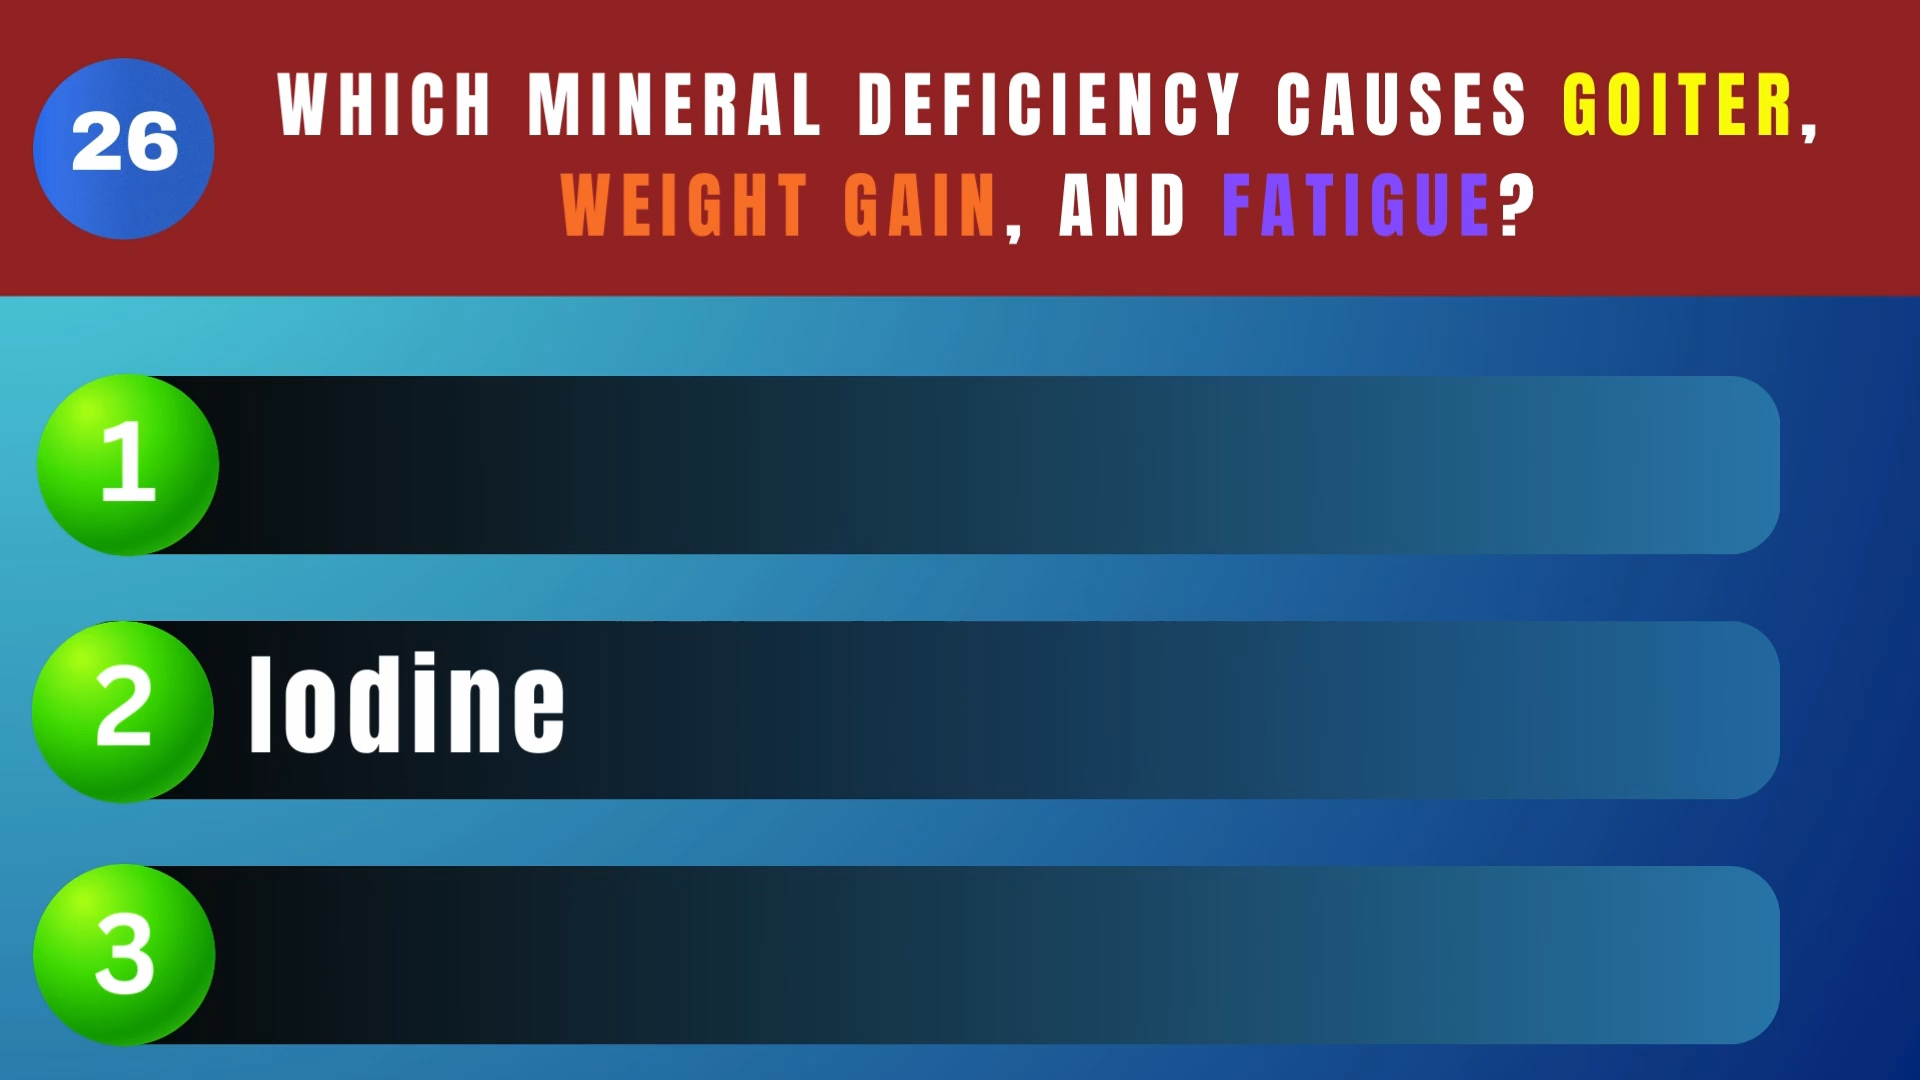 26
WHICH MINERAL DEFICIENCY CAUSES GOITER,
WEIGHT GAIN, AND FATIGUE?
1
2 Iodine
3